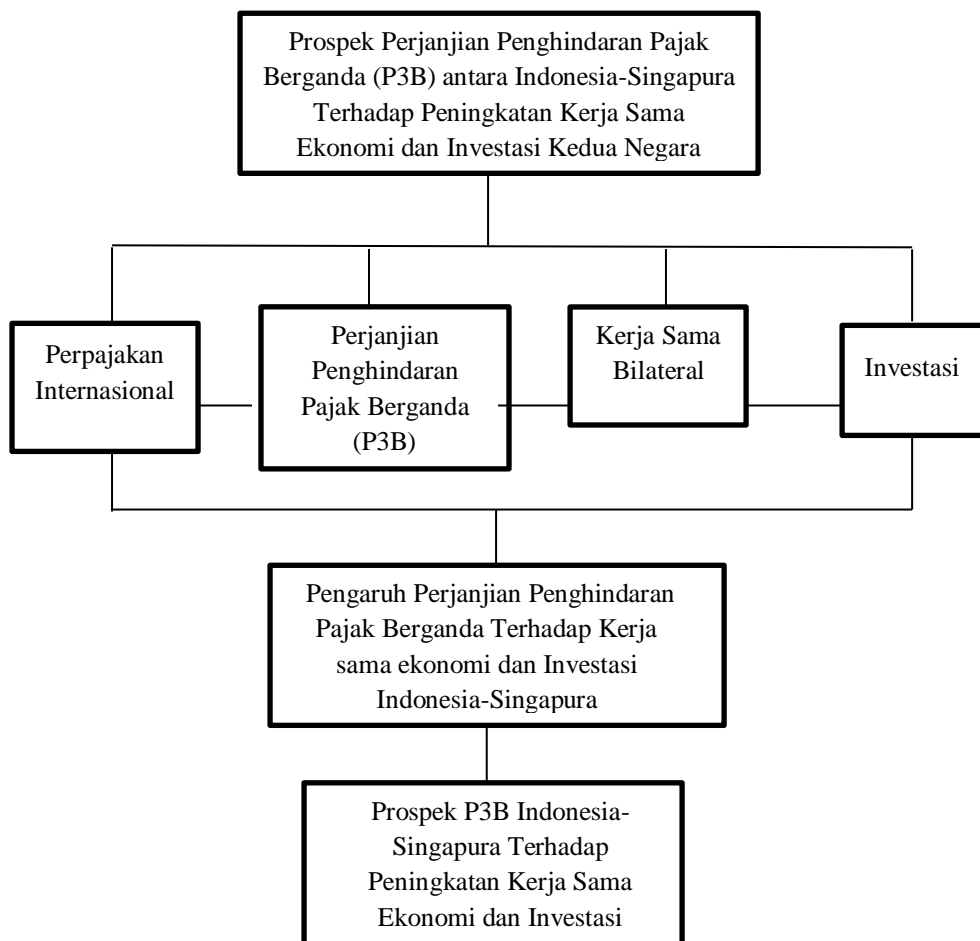 Prospek Perjanjian Penghindaran Pajak
Berganda (P3B) antara Indonesia-Singapura
Terhadap Peningkatan Kerja Sama
Ekonomi dan Investasi Kedua Negara
Perpajakan
Internasional
Perjanjian
Penghindaran
Pajak Berganda
(P3B)
Kerja Sama
Bilateral
Investasi
Pengaruh Perjanjian Penghindaran
Pajak Berganda Terhadap Kerja
sama ekonomi dan Investasi
Indonesia-Singapura
Prospek P3B Indonesia-
Singapura Terhadap
Peningkatan Kerja Sama
Ekonomi dan Investasi